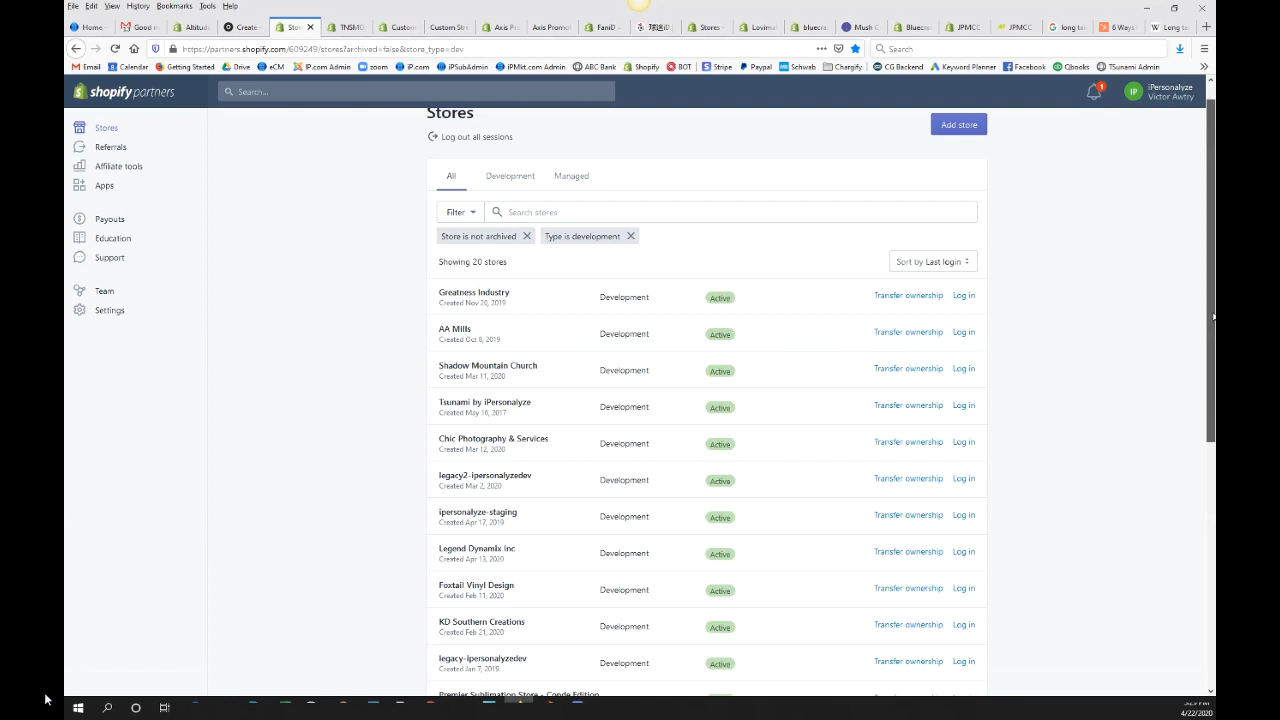 File Edit View History Bookmarks Tools Help
Home
Good m
Altitud
Create
Stor
TNSMO
Custom
Custom Stre
Axis Pr
Axis Promo
FanD
Stores
Lovims
bluecra
Mush C
Bluecr
JPMCC
JPMCC
long tai
6 Ways
Long ta
https://partners.shopify.com/609249/stores?archived=false&store_type=dev
Search
Email Calendar Getting Started Drive eCM IP.com Admin zoom iP.com iPSubAdmin iPMkt.com Admin ABC Bank Shopify BOT Stripe Paypal Schwab Chargify CG Backend Keyword Planner Facebook Qbooks TSunami Admin
shopify partners
Search...
1
IP
iPersonalyze
Victor Awtry
Stores
Referrals
Affiliate tools
Apps
Payouts
Education
Support
Team
Settings
Stores
Log out all sessions
Add store
All Development Managed
Filter Search stores
Store is not archived Type is development
Showing 20 stores
Sort by Last login
Greatness Industry
Created Nov 20, 2019
Development Active Transfer ownership Log in
AA Mills
Created Oct 8, 2019
Development Active Transfer ownership Log in
Shadow Mountain Church
Created Mar 11, 2020
Development Active Transfer ownership Log in
Tsunami by iPersonalyze
Created May 16, 2017
Development Active Transfer ownership Log in
Chic Photography & Services
Created Mar 12, 2020
Development Active Transfer ownership Log in
legacy2-ipersonalyzedev
Created Mar 2, 2020
Development Active Transfer ownership Log in
ipersonalyze-staging
Created Apr 17, 2019
Development Active Transfer ownership Log in
Legend Dynamix Inc
Created Apr 13, 2020
Development Active Transfer ownership Log in
Foxtail Vinyl Design
Created Feb 11, 2020
Development Active Transfer ownership Log in
KD Southern Creations
Created Feb 21, 2020
Development Active Transfer ownership Log in
legacy-ipersonalyzedev
Created Jan 7, 2019
Development Active Transfer ownership Log in
Premier Sublimation Store - Conde Edition
4/22/2020